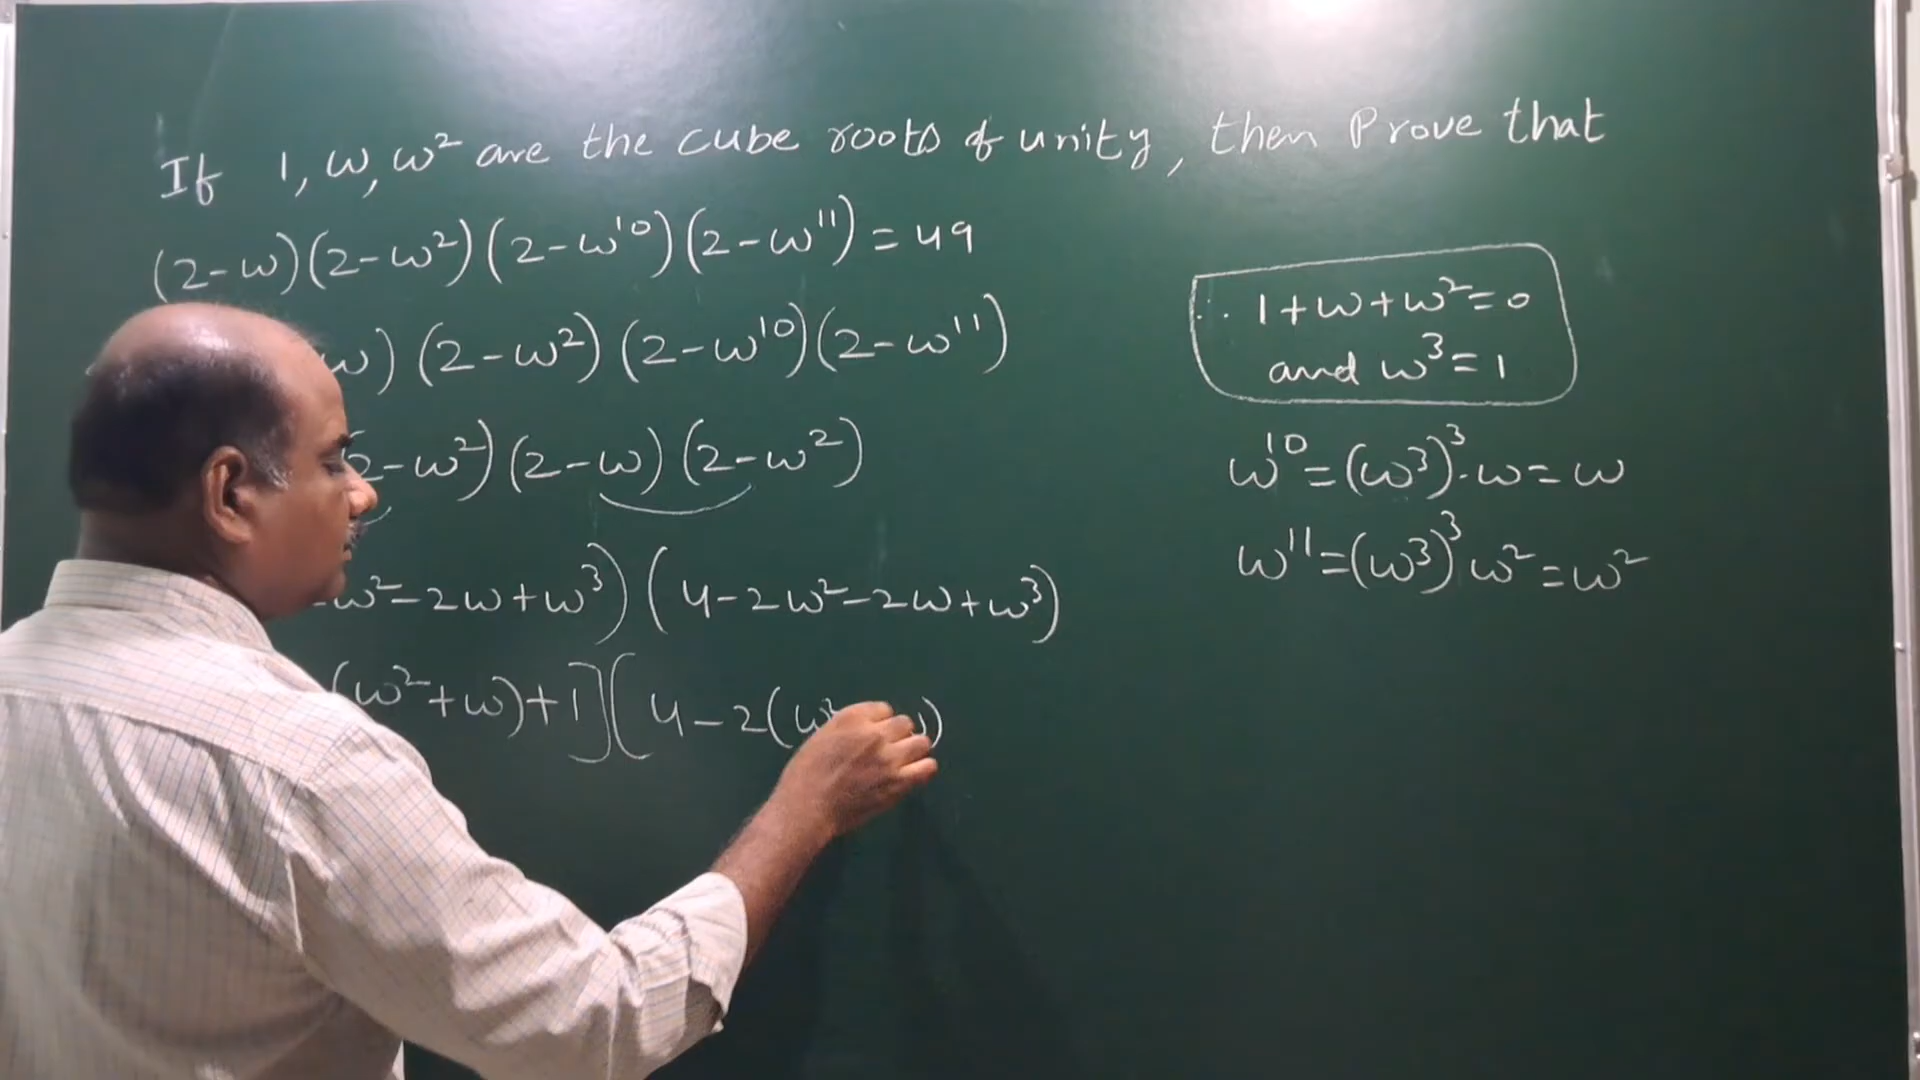 If 1, ω, ω² are the cube roots of unity, then Prove that
(2-ω)(2-ω²)(2-ω¹⁰)(2-ω¹¹) = 49
ω)(2-ω²)(2-ω¹⁰)(2-ω¹¹)
2-ω²)(2-ω)(2-ω²)
-ω²-2ω+ω³)(4-2ω²-2ω+ω³)
(ω²+ω)+1][4-2(ω² ω)
∵ 1+ω+ω²=0
and ω³=1
ω¹⁰=(ω³)³·ω=ω
ω¹¹=(ω³)³ω²=ω²